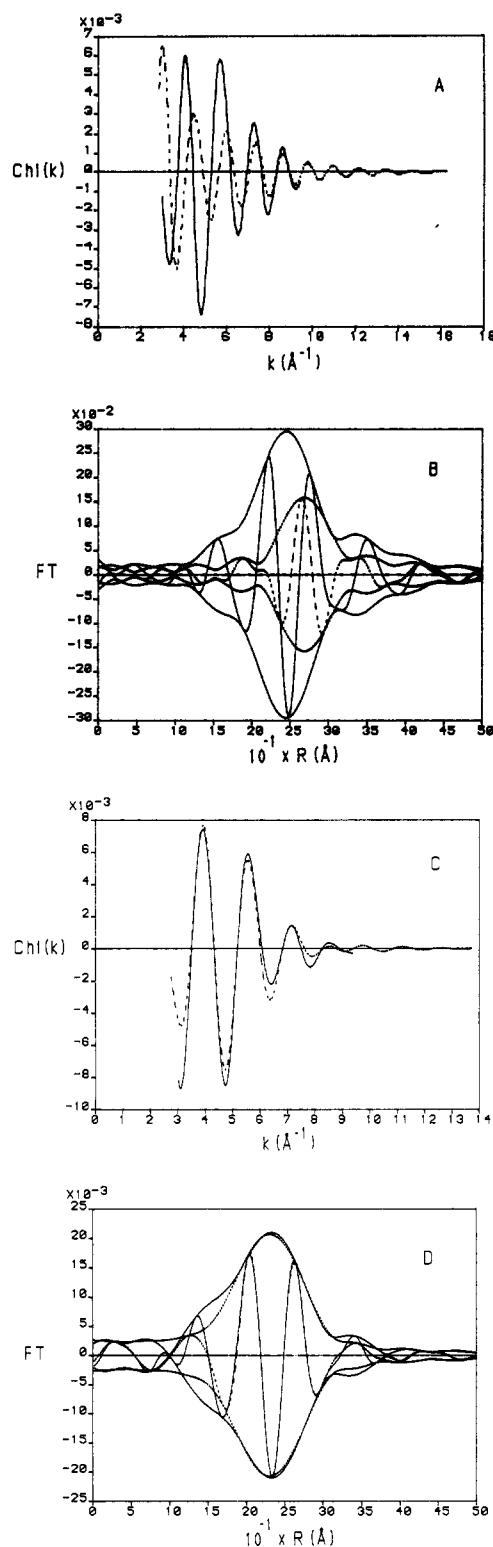 X10⁻³
7
6
5
4
3
2
1
0
-1
-2
-3
-4
-5
-6
-7
-8
Chi(k)
A
0 2 4 6 8 10 12 14 16 18
k (Å⁻¹)
X10⁻²
30
25
20
15
10
5
0
-5
-10
-15
-20
-25
-30
FT
B
0 5 10 15 20 25 30 35 40 45 50
10⁻¹ x R (Å)
X10⁻³
8
6
4
2
0
-2
-4
-6
-8
-10
Chi(k)
C
0 1 2 3 4 5 6 7 8 9 10 11 12 13 14
k (Å⁻¹)
X10⁻³
25
20
15
10
5
0
-5
-10
-15
-20
-25
FT
D
0 5 10 15 20 25 30 35 40 45 50
10⁻¹ x R (Å)